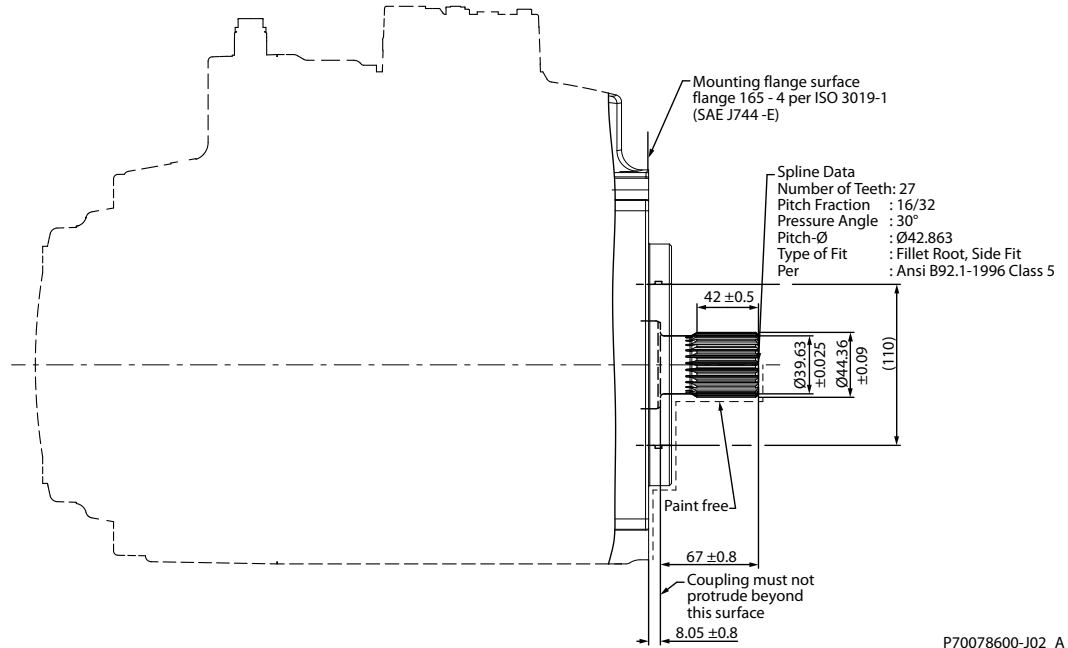 Mounting flange surface
flange 165 - 4 per ISO 3019-1
(SAE J744 -E)
Spline Data
Number of Teeth: 27
Pitch Fraction : 16/32
Pressure Angle : 30°
Pitch-Ø : Ø42.863
Type of Fit : Fillet Root, Side Fit
Per : Ansi B92.1-1996 Class 5
42 ±0.5
Ø39.63
±0.025
Ø44.36
±0.09
(110)
Paint free
67 ±0.8
Coupling must not
protrude beyond
this surface
8.05 ±0.8
P70078600-J02 A